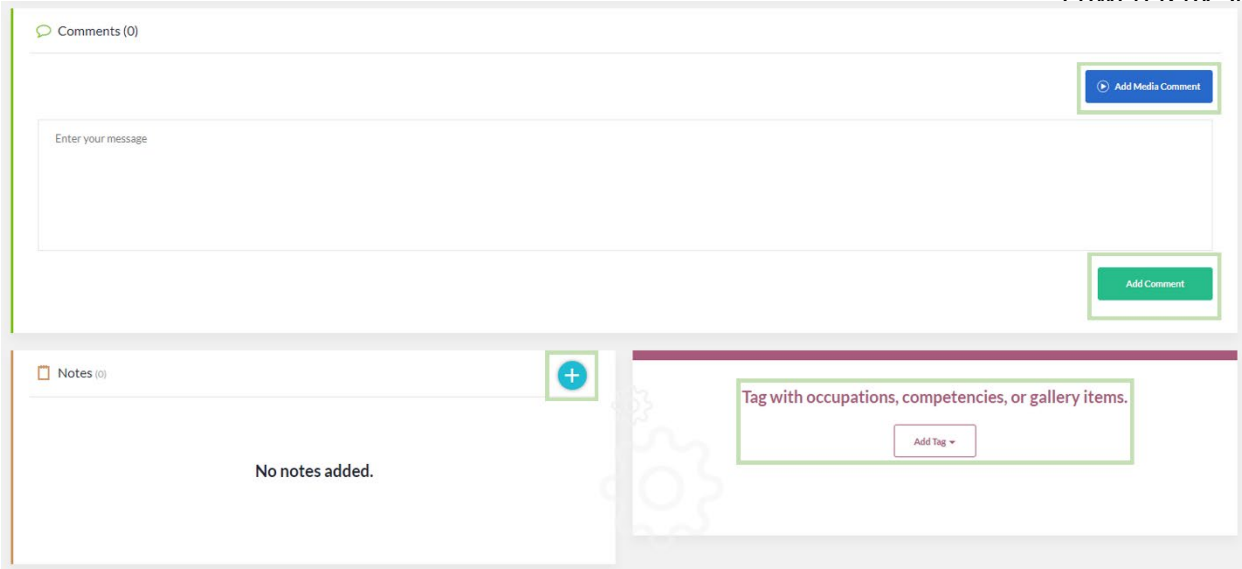 Comments (0)
Add Media Comment
Enter your message
Add Comment
Notes (0)
No notes added.
Tag with occupations, competencies, or gallery items.
Add Tag